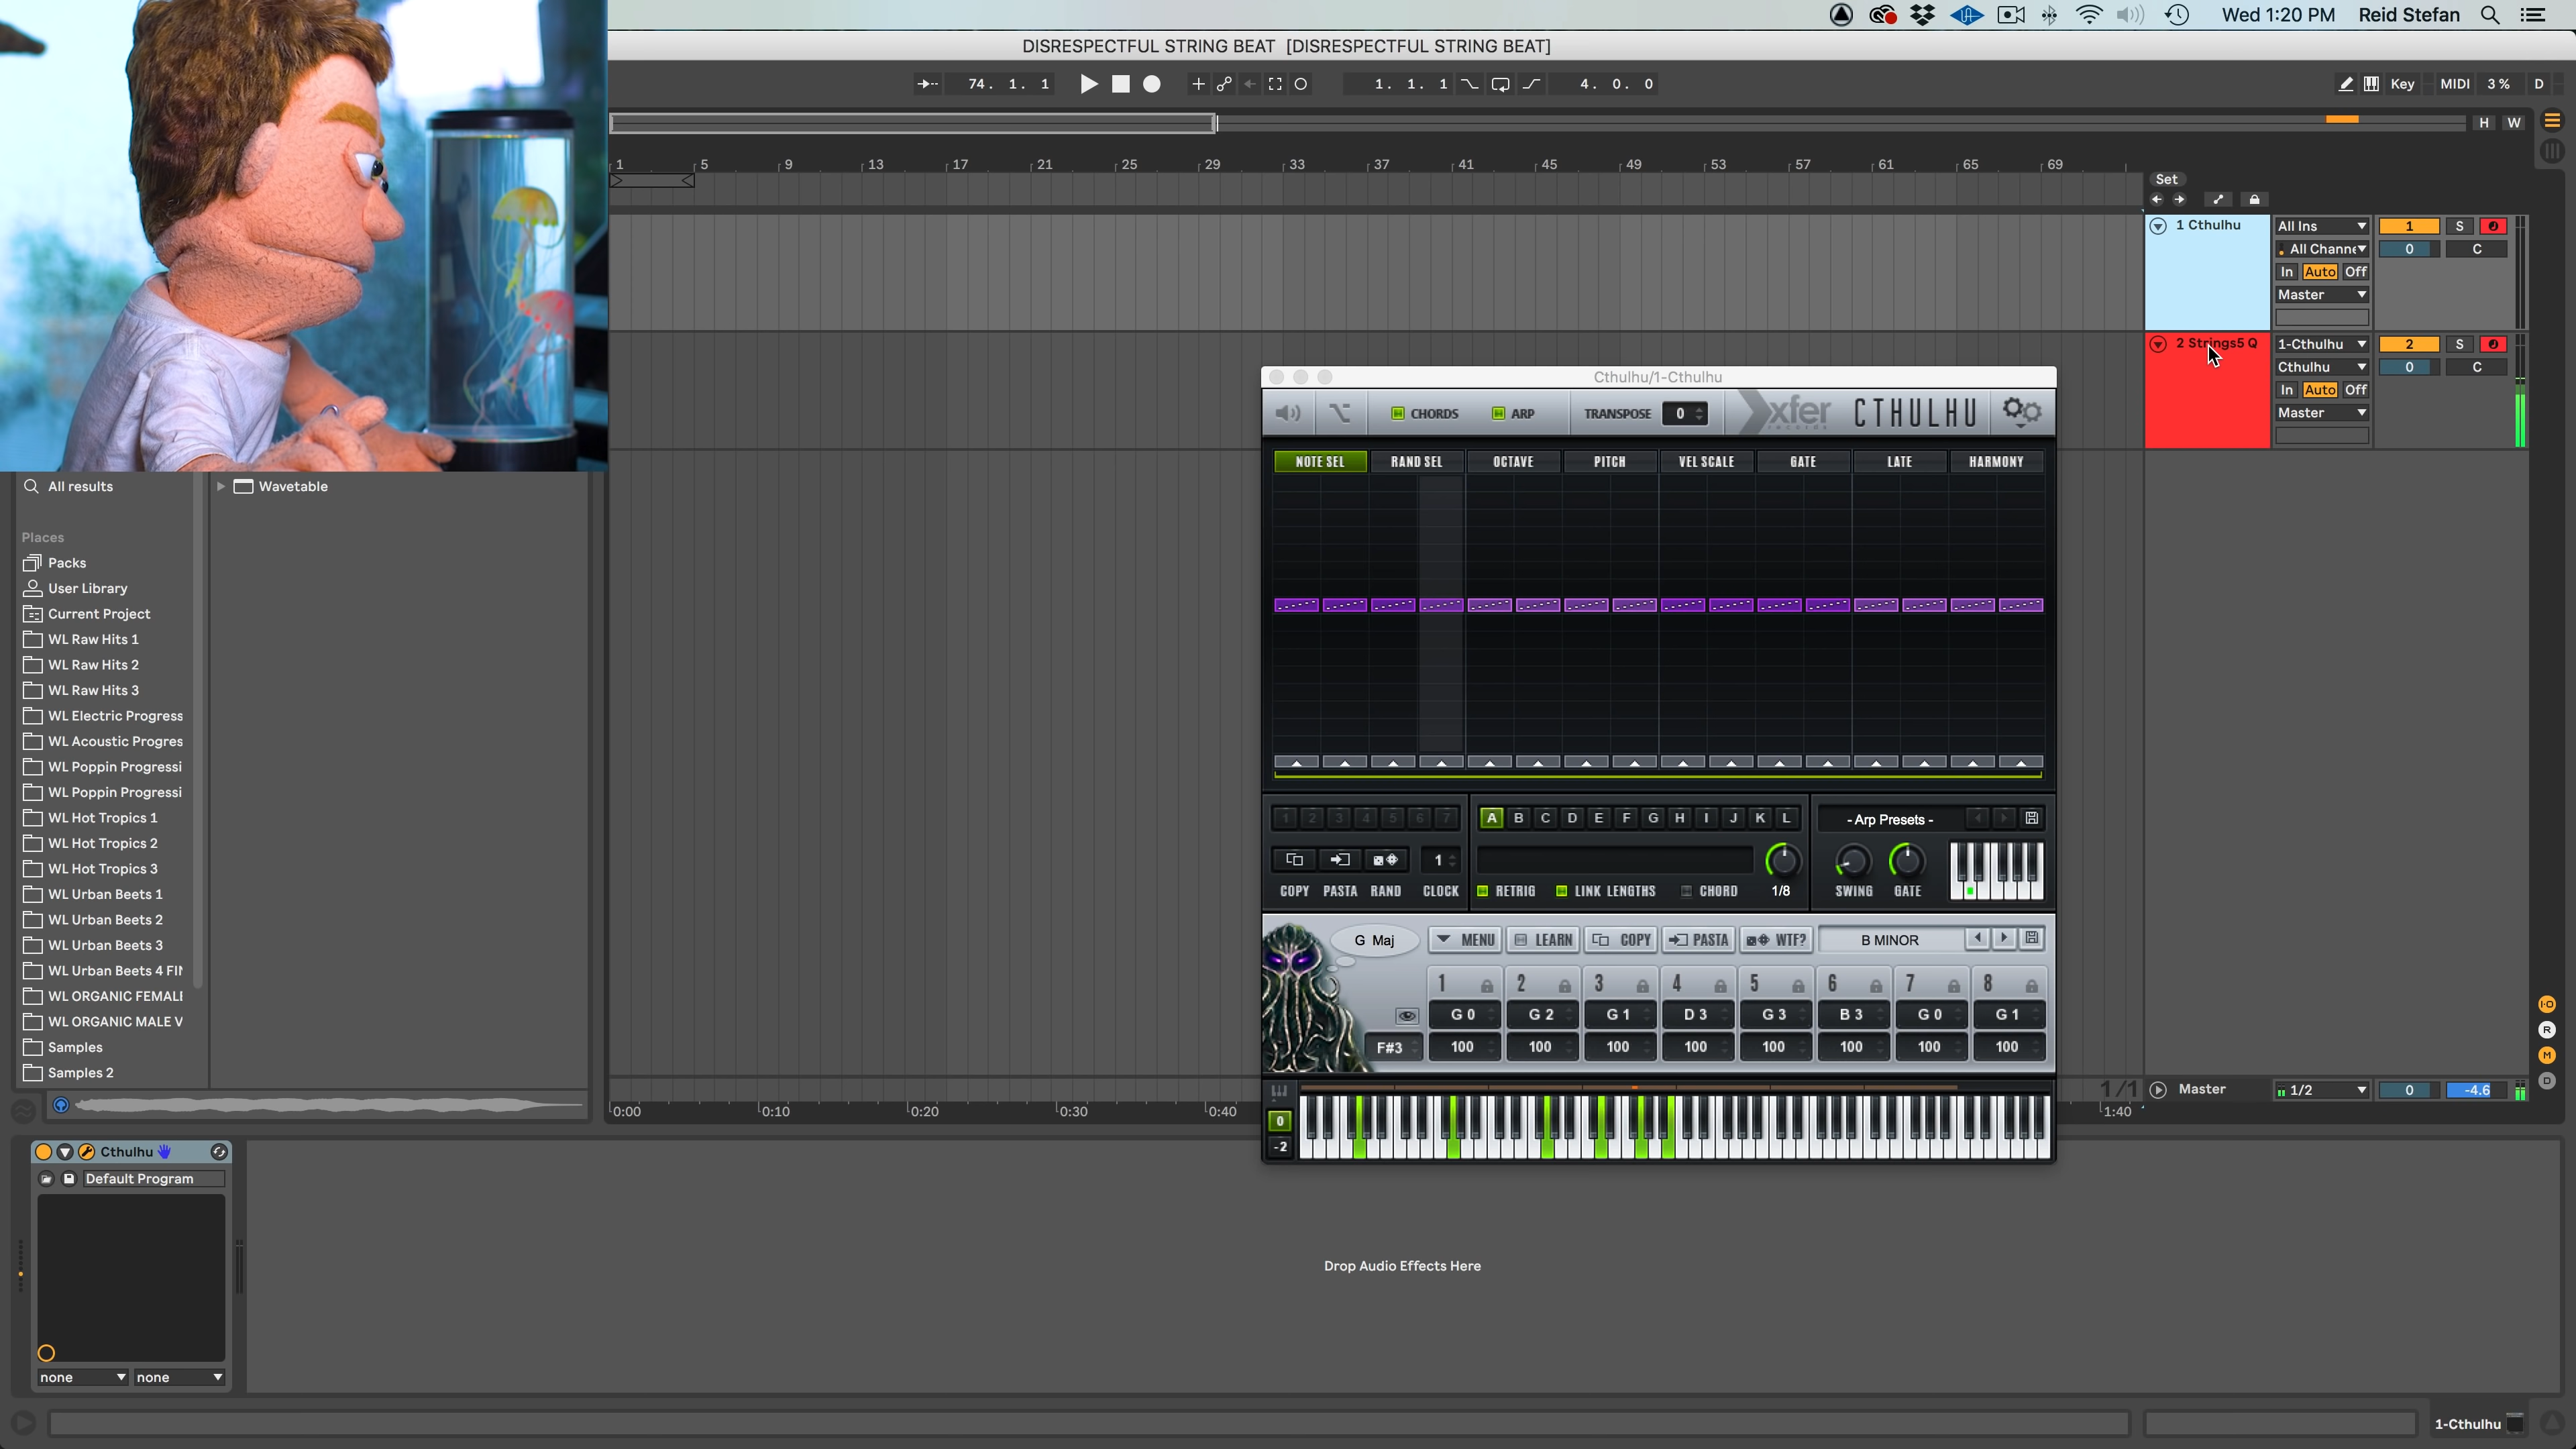 Wed 1:20 PM Reid Stefan
DISRESPECTFUL STRING BEAT [DISRESPECTFUL STRING BEAT]
74. 1. 1
1. 1. 1
4. 0. 0
Key MIDI 3 % D
H W
1 5 9 13 17 21 25 29 33 37 41 45 49 53 57 61 65 69
Set
1 Cthulhu All Ins 1 S
All Channe 0 C
In Auto Off
Master
2 Strings5 Q 1-Cthulhu 2 S
Cthulhu 0 C
In Auto Off
Master
Cthulhu/1-Cthulhu
CHORDS ARP TRANSPOSE 0 xfer records CTHULHU
NOTE SEL RAND SEL OCTAVE PITCH VEL SCALE GATE LATE HARMONY
All results
Wavetable
Places
Packs
User Library
Current Project
WL Raw Hits 1
WL Raw Hits 2
WL Raw Hits 3
WL Electric Progress
WL Acoustic Progres
WL Poppin Progressi
WL Poppin Progressi
WL Hot Tropics 1
WL Hot Tropics 2
WL Hot Tropics 3
WL Urban Beets 1
WL Urban Beets 2
WL Urban Beets 3
WL Urban Beets 4 FI
WL ORGANIC FEMALE
WL ORGANIC MALE V
Samples
Samples 2
1 2 3 4 5 6 7 A B C D E F G H I J K L - Arp Presets -
1
COPY PASTA RAND CLOCK RETRIG LINK LENGTHS CHORD 1/8 SWING GATE
G Maj MENU LEARN COPY PASTA WTF? B MINOR
1 2 3 4 5 6 7 8
G 0 G 2 G 1 D 3 G 3 B 3 G 0 G 1
F#3 100 100 100 100 100 100 100 100
0
-2
I·O
R
M
D
1/1 Master 1/2 0 -4.6
0:00 0:10 0:20 0:30 0:40 1:40
Cthulhu
Default Program
none none
Drop Audio Effects Here
1-Cthulhu